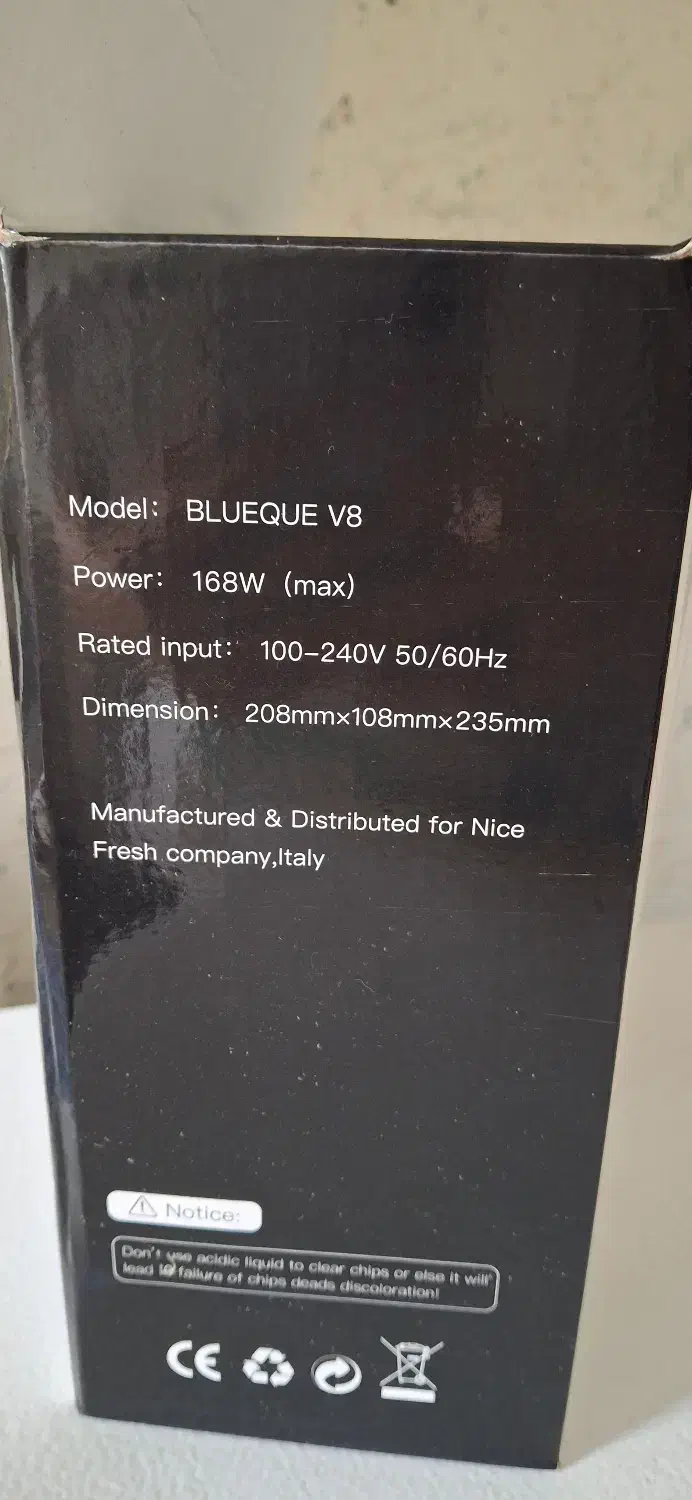 Model: BLUEQUE V8
Power: 168W (max)
Rated input: 100-240V 50/60Hz
Dimension: 208mm×108mm×235mm
Manufactured & Distributed for Nice
Fresh company,Italy
Notice:
Don't use acidic liquid to clear chips or else it will
lead to failure of chips deads discoloration!
CE